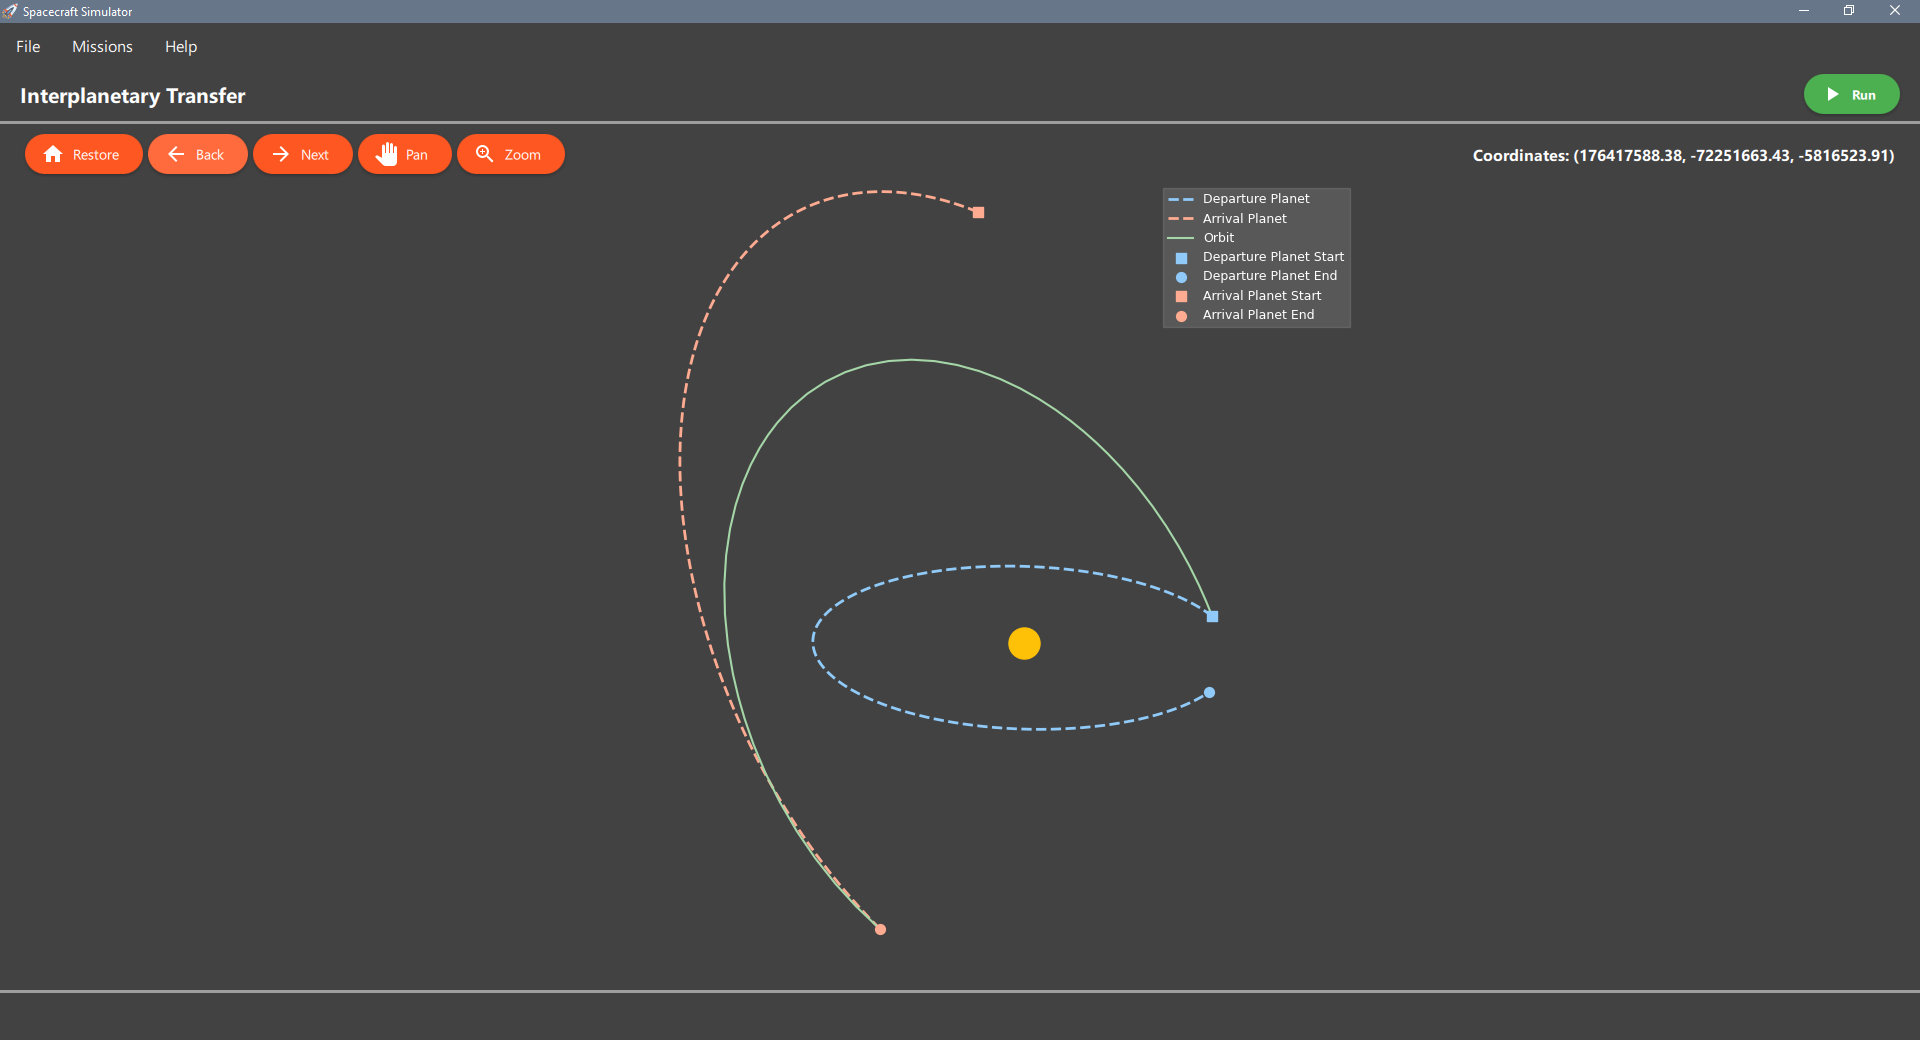 Spacecraft Simulator
File Missions Help
Interplanetary Transfer
Run
Restore Back Next Pan Zoom
Coordinates: (176417588.38, -72251663.43, -5816523.91)
Departure Planet
Arrival Planet
Orbit
Departure Planet Start
Departure Planet End
Arrival Planet Start
Arrival Planet End